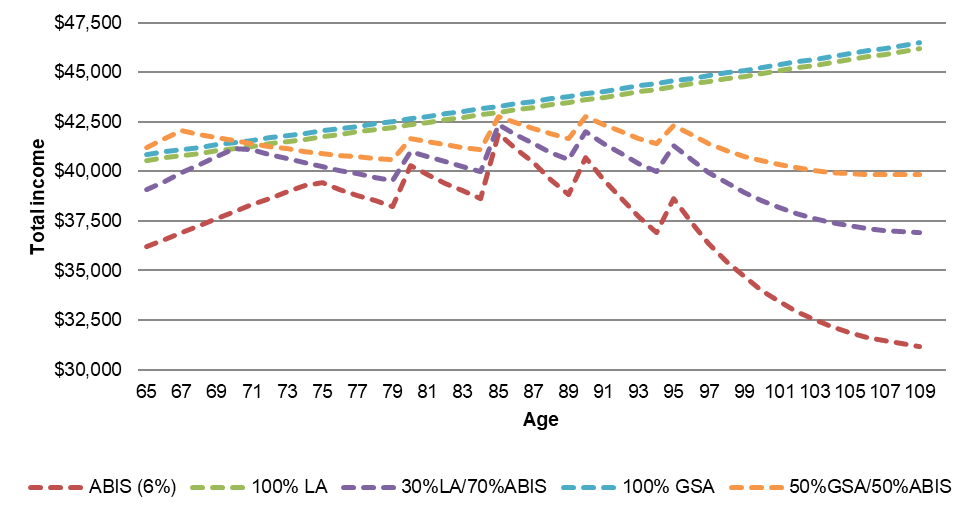 $47,500
$45,000
$42,500
$40,000
$37,500
$35,000
$32,500
$30,000
Total income
65 67 69 71 73 75 77 79 81 83 85 87 89 91 93 95 97 99 101 103 105 107 109
Age
ABIS (6%) 100% LA 30%LA/70%ABIS 100% GSA 50%GSA/50%ABIS